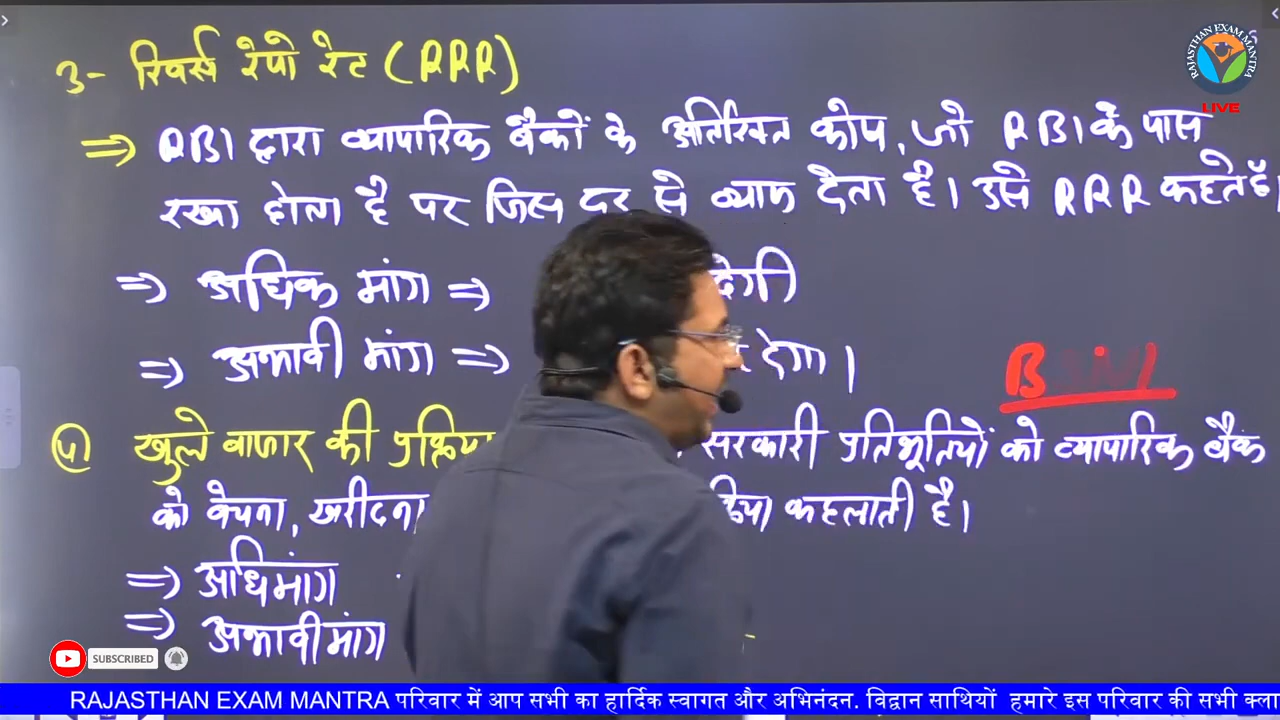 RAJASTHAN EXAM MANTRA
LIVE
3- रिवर्स रेपो रेट (RRR)
⇒ RBI द्वारा व्यापारिक बैंकों के अतिरिक्त कोष, जो RBI के पास
रखा होता है पर जिस दर से ब्याज देता है। उसे RRR कहते हैं।
⇒ अधिक मांग ⇒ देगी
⇒ अभावी मांग ⇒ देगा।
खुले बाजार की प्रक्रिया सरकारी प्रतिभूतियों को व्यापारिक बैंक
को बेचना, खरीदना कहलाती है।
⇒ अधिमांग
⇒ अभावी मांग
SUBSCRIBED
RAJASTHAN EXAM MANTRA परिवार में आप सभी का हार्दिक स्वागत और अभिनंदन. विद्वान साथियों हमारे इस परिवार की सभी क्ला